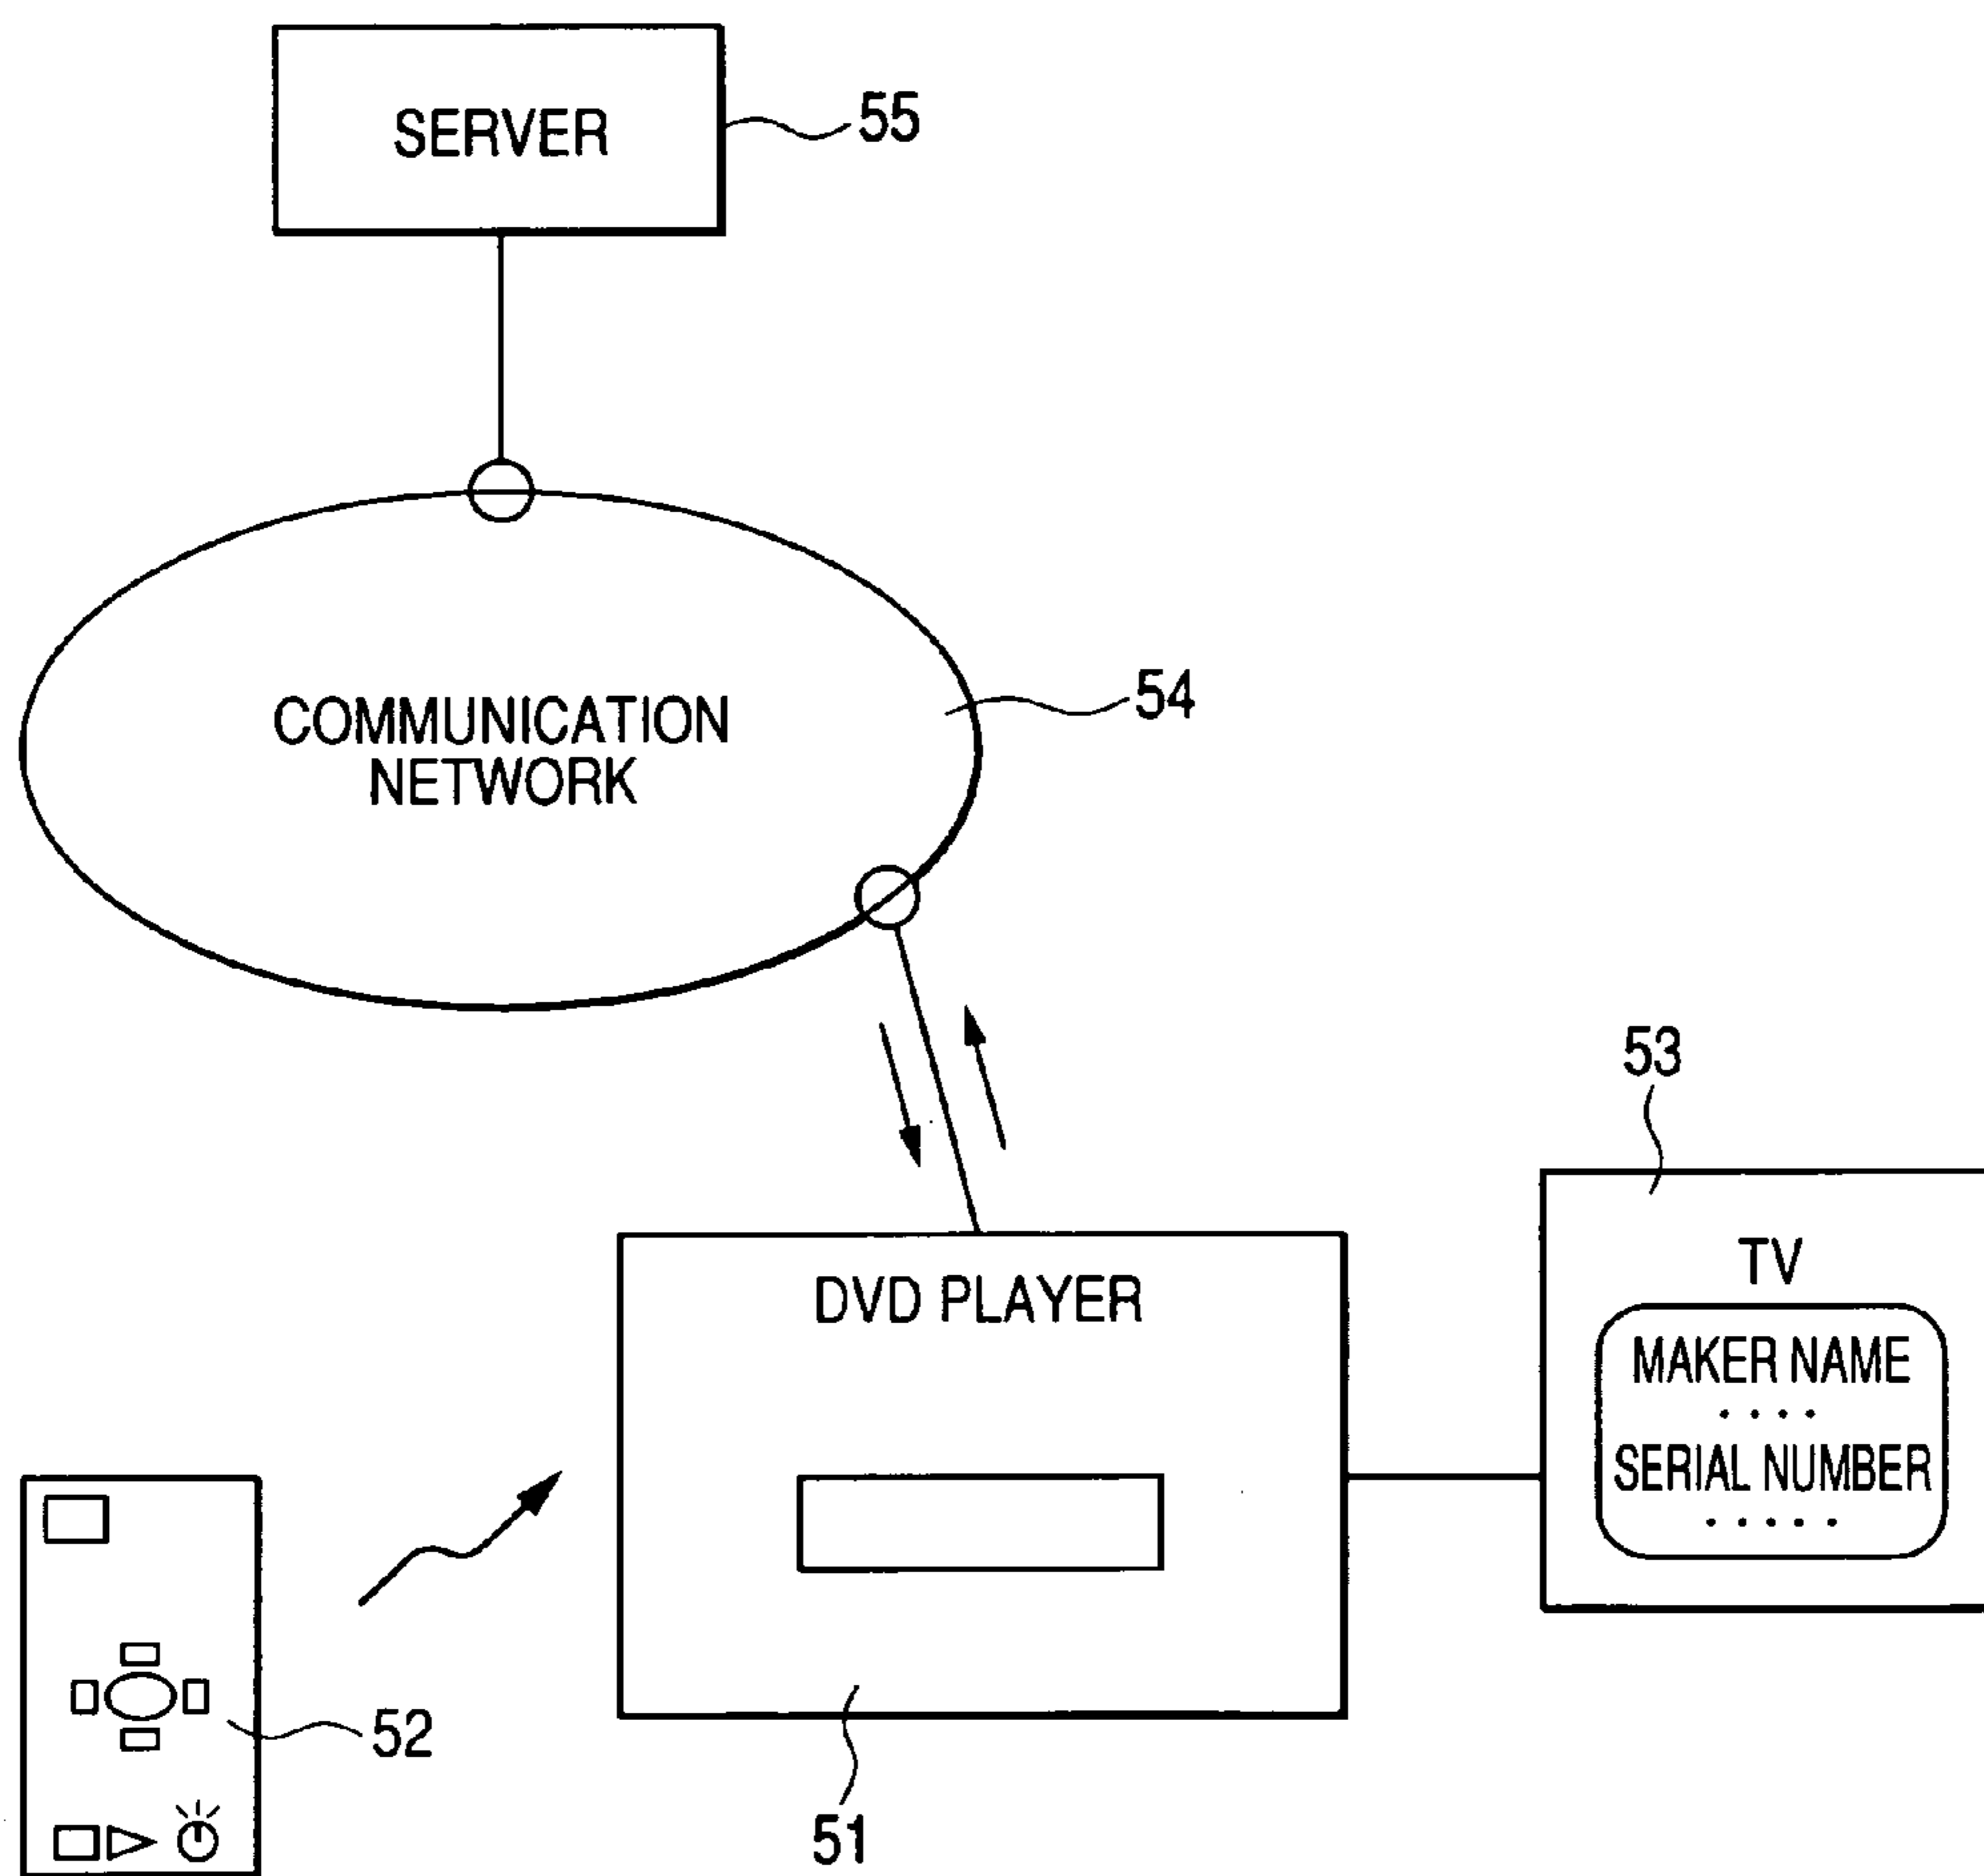 SERVER
55
COMMUNICATION
NETWORK
54
53
DVD PLAYER
TV
MAKER NAME
. . . .
SERIAL NUMBER
. . . . .
52
51